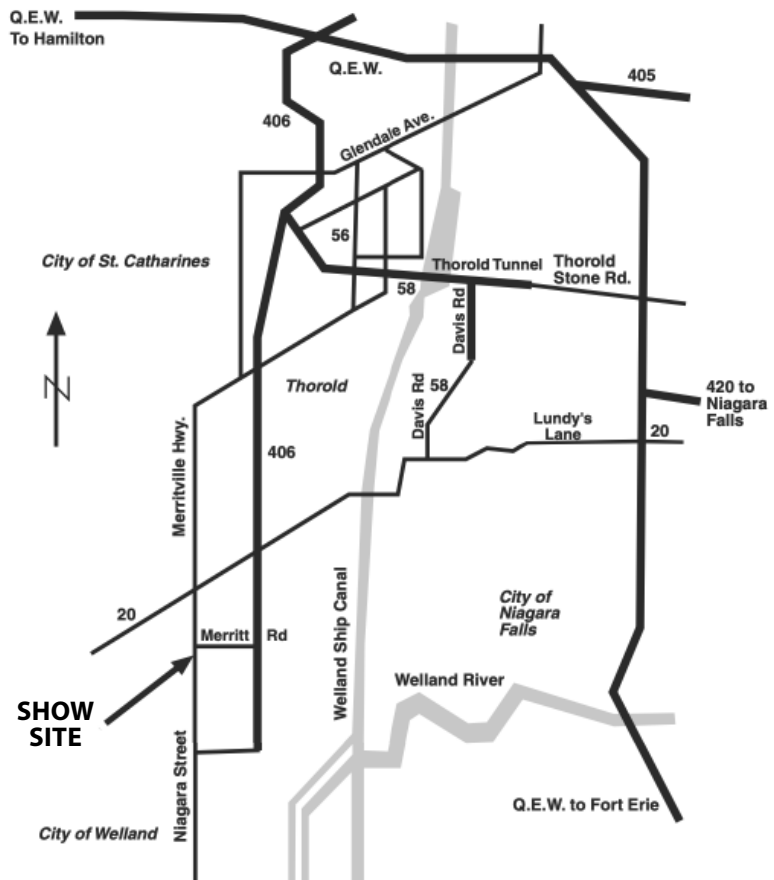 Q.E.W.
To Hamilton
Q.E.W.
405
406
Glendale Ave.
56
City of St. Catharines
Thorold Tunnel
Thorold
Stone Rd.
58
Davis Rd
Thorold
58
Davis Rd
420 to
Niagara
Falls
Lundy's
Lane
20
Merritville Hwy.
406
N
20
City of
Niagara
Falls
Merritt Rd
Welland Ship Canal
Welland River
SHOW
SITE
Niagara Street
Q.E.W. to Fort Erie
City of Welland